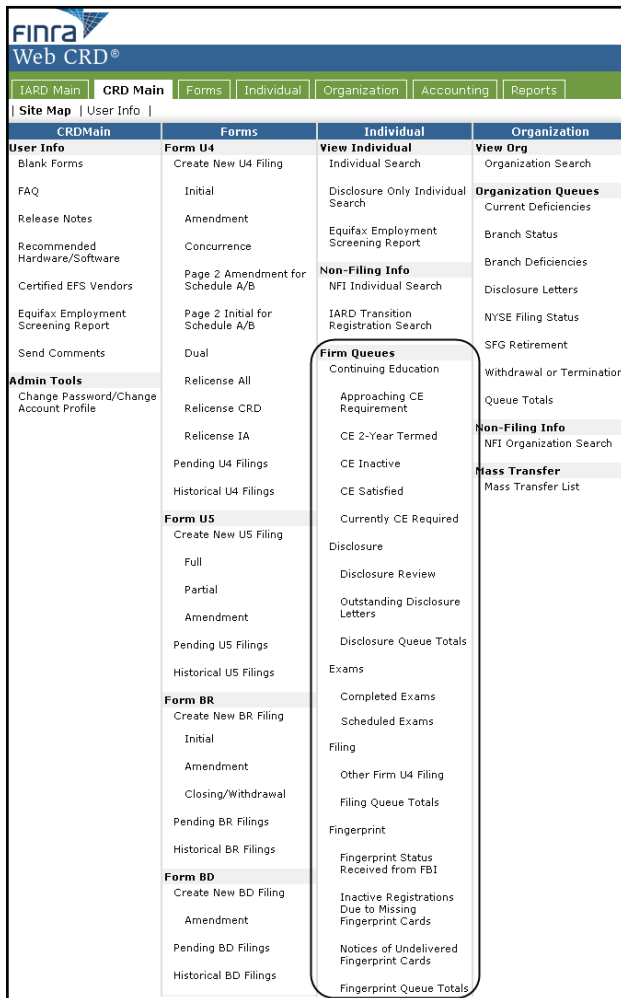 Finra
Web CRD®
IARD Main
CRD Main
Forms
Individual
Organization
Accounting
Reports
| Site Map | User Info |
CRDMain
User Info
Blank Forms
FAQ
Release Notes
Recommended
Hardware/Software
Certified EFS Vendors
Equifax Employment
Screening Report
Send Comments
Admin Tools
Change Password/Change
Account Profile
Forms
Form U4
Create New U4 Filing
Initial
Amendment
Concurrence
Page 2 Amendment for
Schedule A/B
Page 2 Initial for
Schedule A/B
Dual
Relicense All
Relicense CRD
Relicense IA
Pending U4 Filings
Historical U4 Filings
Form U5
Create New U5 Filing
Full
Partial
Amendment
Pending U5 Filings
Historical U5 Filings
Form BR
Create New BR Filing
Initial
Amendment
Closing/Withdrawal
Pending BR Filings
Historical BR Filings
Form BD
Create New BD Filing
Amendment
Pending BD Filings
Historical BD Filings
Individual
View Individual
Individual Search
Disclosure Only Individual
Search
Equifax Employment
Screening Report
Non-Filing Info
NFI Individual Search
IARD Transition
Registration Search
Firm Queues
Continuing Education
Approaching CE
Requirement
CE 2-Year Termed
CE Inactive
CE Satisfied
Currently CE Required
Disclosure
Disclosure Review
Outstanding Disclosure
Letters
Disclosure Queue Totals
Exams
Completed Exams
Scheduled Exams
Filing
Other Firm U4 Filing
Filing Queue Totals
Fingerprint
Fingerprint Status
Received from FBI
Inactive Registrations
Due to Missing
Fingerprint Cards
Notices of Undelivered
Fingerprint Cards
Fingerprint Queue Totals
Organization
View Org
Organization Search
Organization Queues
Current Deficiencies
Branch Status
Branch Deficiencies
Disclosure Letters
NYSE Filing Status
SFG Retirement
Withdrawal or Termination
Queue Totals
Non-Filing Info
NFI Organization Search
Mass Transfer
Mass Transfer List